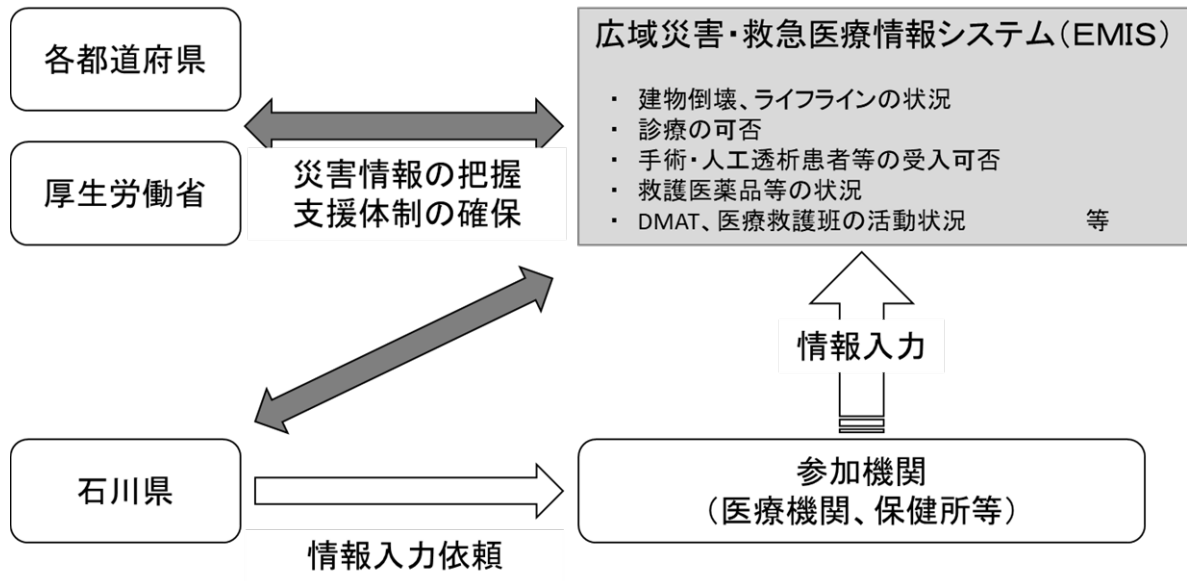 各都道府県
厚生労働省
災害情報の把握
支援体制の確保
広域災害・救急医療情報システム（EMIS）
・ 建物倒壊、ライフラインの状況
・ 診療の可否
・ 手術・人工透析患者等の受入可否
・ 救護医薬品等の状況
・ DMAT、医療救護班の活動状況 等
情報入力
石川県
情報入力依頼
参加機関
（医療機関、保健所等）